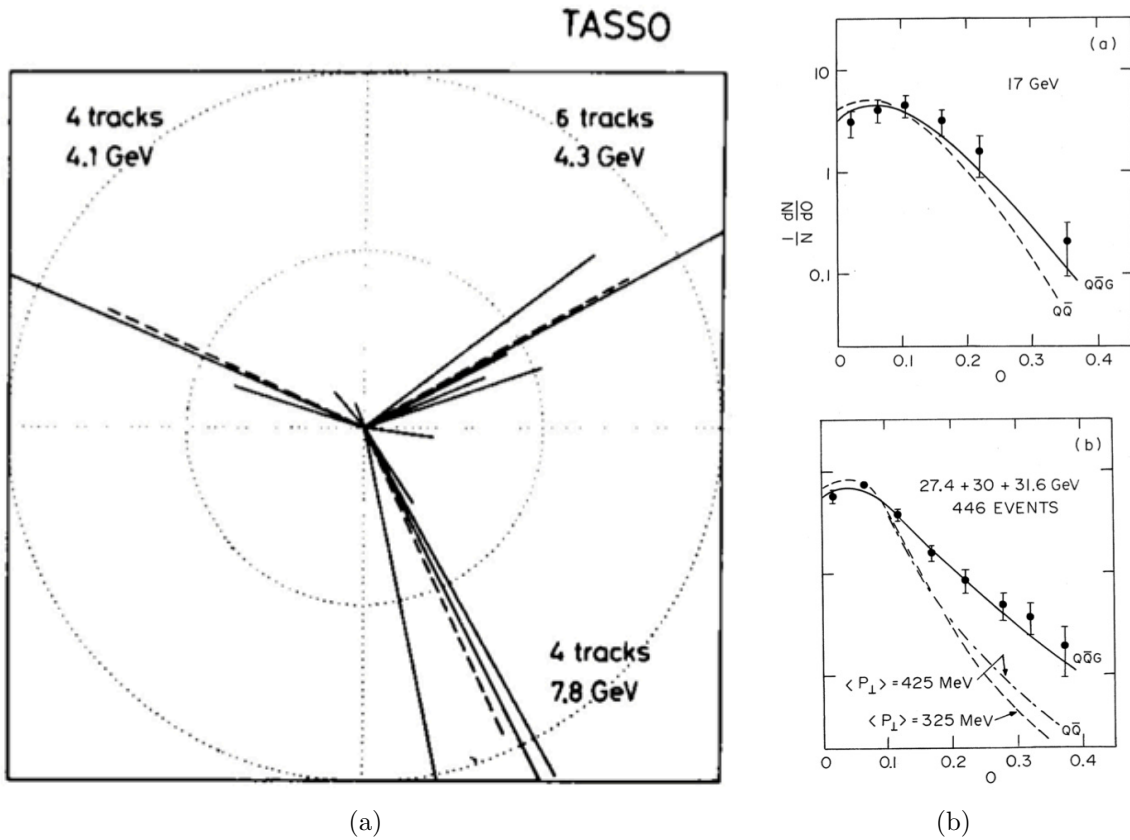 TASSO
4 tracks
4.1 GeV
6 tracks
4.3 GeV
4 tracks
7.8 GeV
(a)
(a)
17 GeV
10
1
0.1
1/N dN/dO
QQ̄G
QQ̄
0 0.1 0.2 0.3 0.4
O
(b)
27.4 + 30 + 31.6 GeV
446 EVENTS
QQ̄G
⟨P⊥⟩ = 425 MeV
⟨P⊥⟩ = 325 MeV
QQ̄
0 0.1 0.2 0.3 0.4
O
(b)